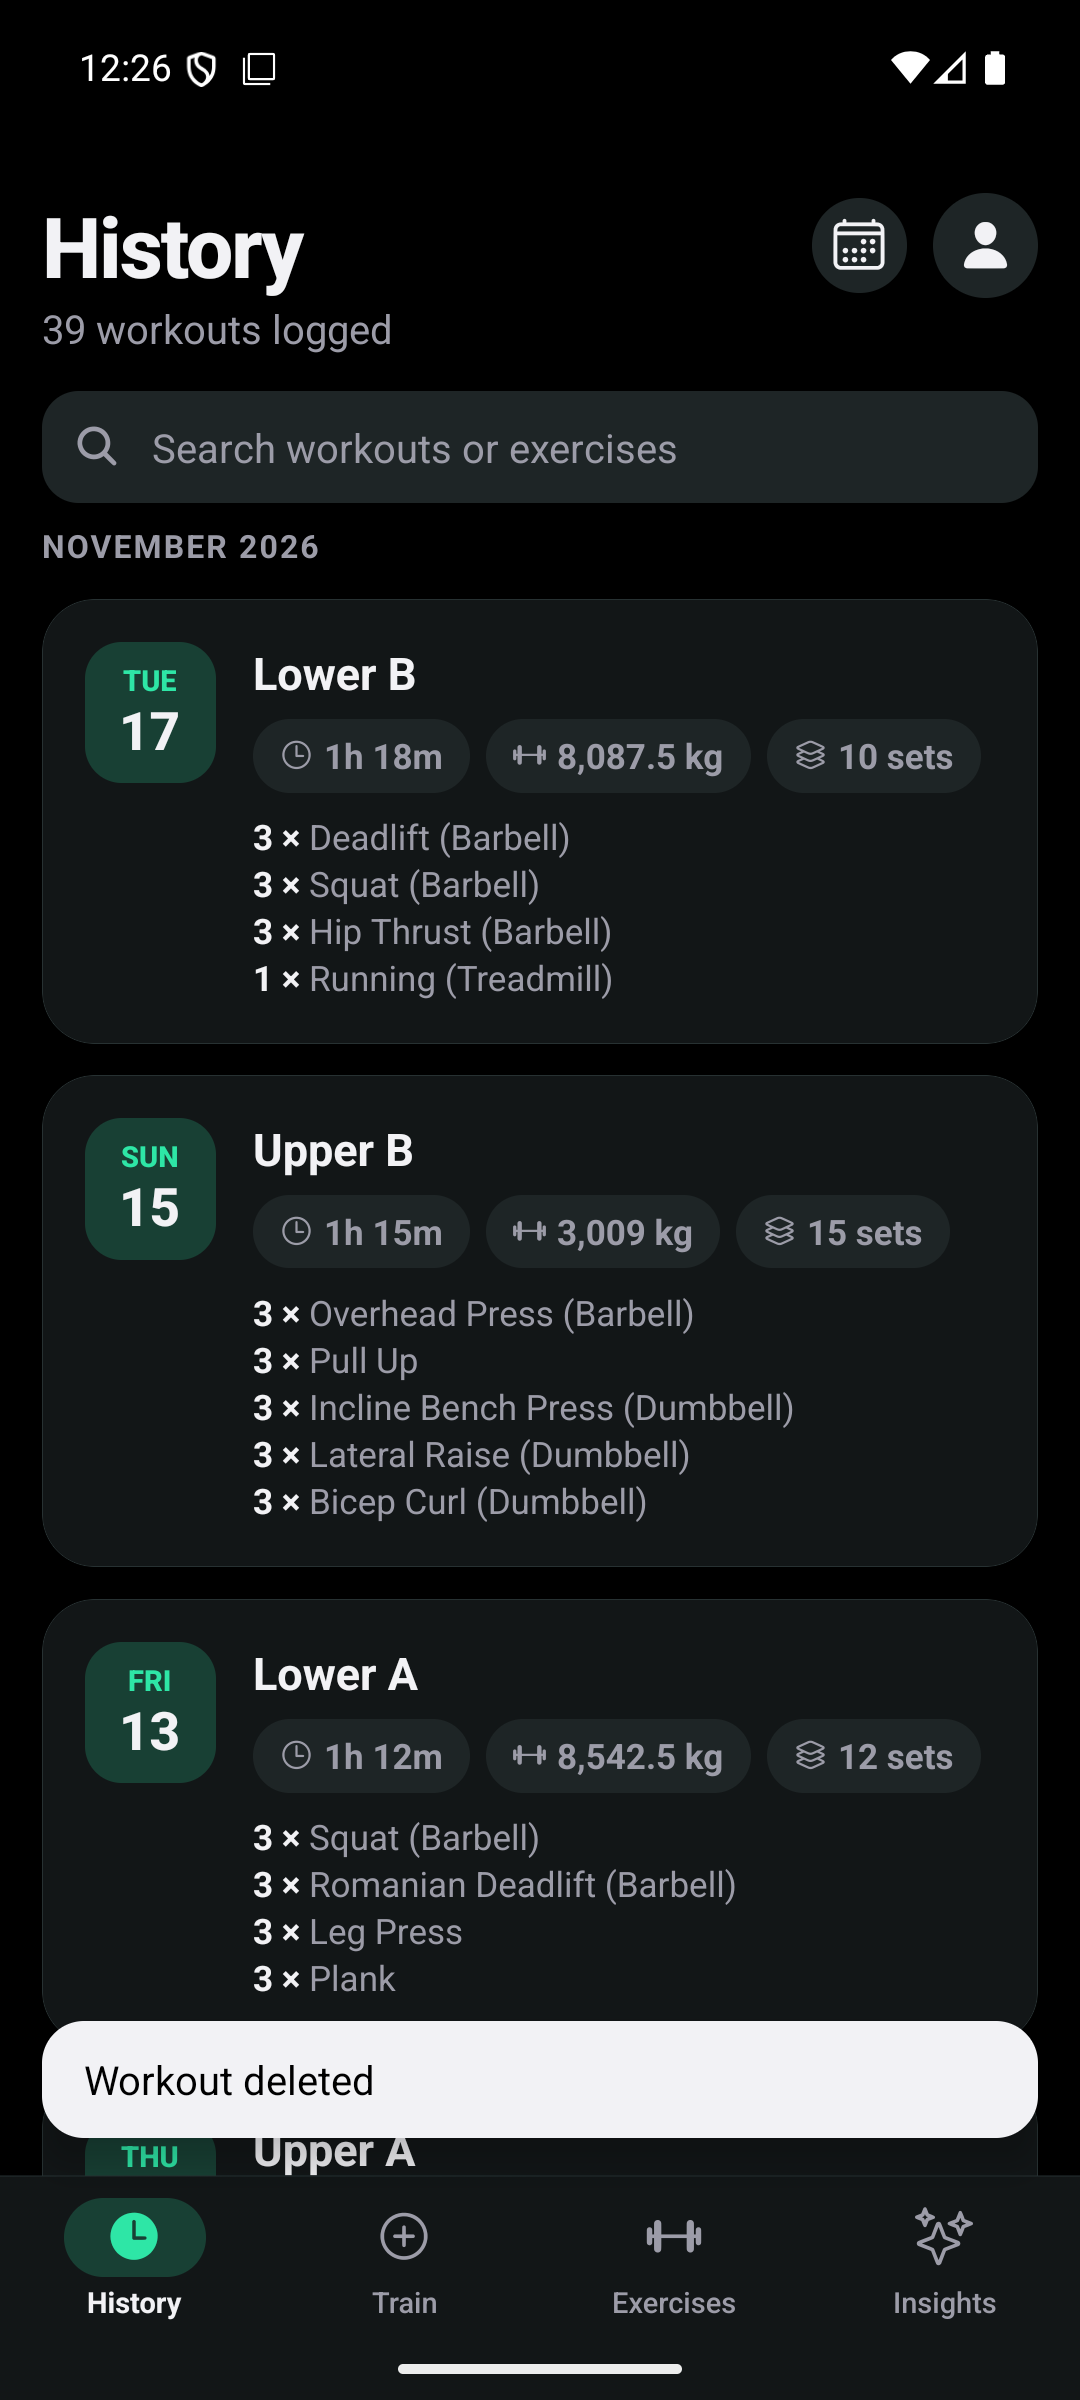 12:26
History
39 workouts logged
Search workouts or exercises
NOVEMBER 2026
TUE
17
Lower B
1h 18m
8,087.5 kg
10 sets
3 × Deadlift (Barbell)
3 × Squat (Barbell)
3 × Hip Thrust (Barbell)
1 × Running (Treadmill)
SUN
15
Upper B
1h 15m
3,009 kg
15 sets
3 × Overhead Press (Barbell)
3 × Pull Up
3 × Incline Bench Press (Dumbbell)
3 × Lateral Raise (Dumbbell)
3 × Bicep Curl (Dumbbell)
FRI
13
Lower A
1h 12m
8,542.5 kg
12 sets
3 × Squat (Barbell)
3 × Romanian Deadlift (Barbell)
3 × Leg Press
3 × Plank
Workout deleted
THU
Upper A
History
Train
Exercises
Insights